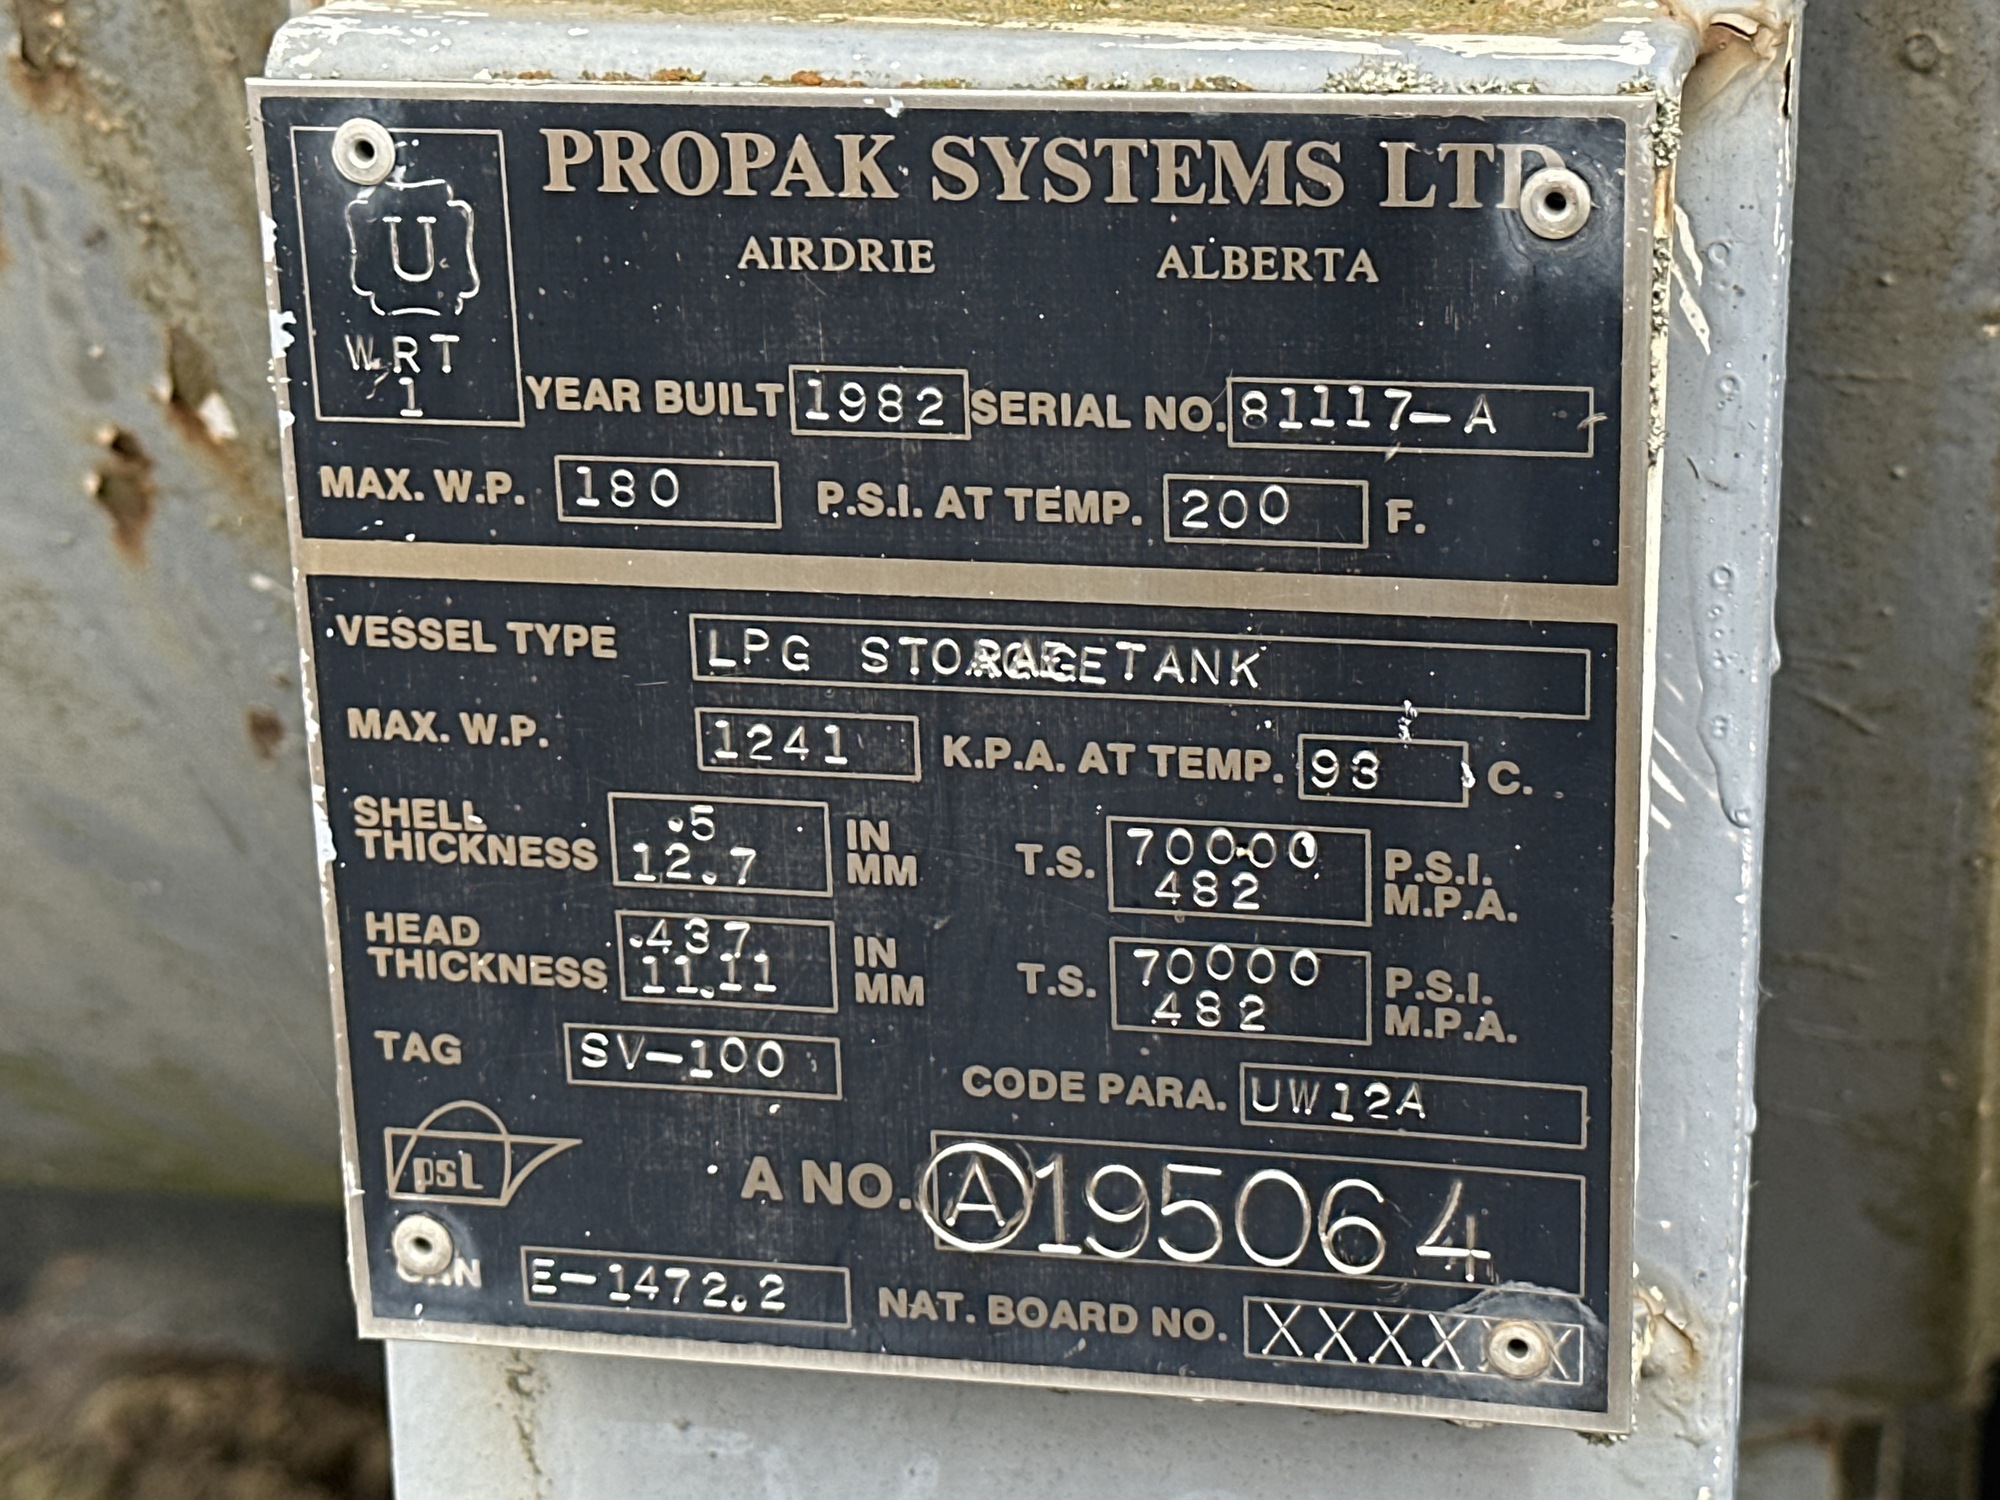 PROPAK SYSTEMS LTD.
AIRDRIE ALBERTA
U
W RT
1
YEAR BUILT 1982 SERIAL NO. 81117-A
MAX. W.P. 180 P.S.I. AT TEMP. 200 F.
VESSEL TYPE LPG STORAGE TANK
MAX. W.P. 1241 K.P.A. AT TEMP. 93 C.
SHELL THICKNESS .5 IN T.S. 70000 P.S.I.
12.7 MM 482 M.P.A.
HEAD THICKNESS .437 IN T.S. 70000 P.S.I.
11.11 MM 482 M.P.A.
TAG SV-100
CODE PARA. UW12A
psL
A NO. A 195064
CRN E-1472.2
NAT. BOARD NO. XXXXXX